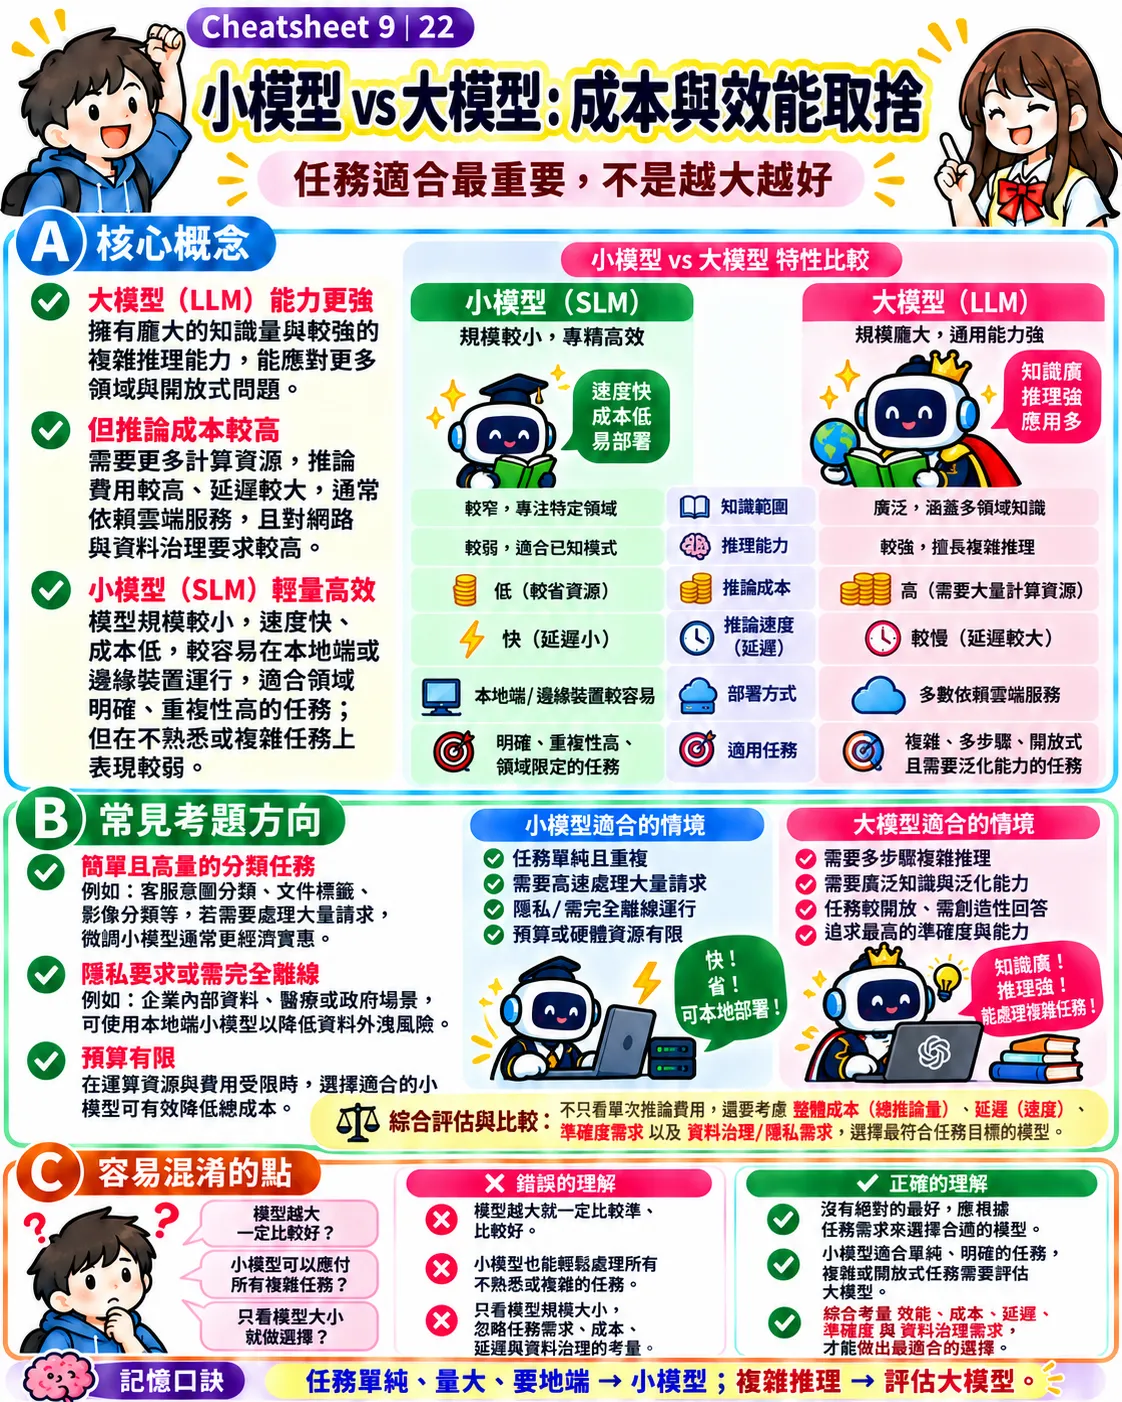 Cheatsheet 9 | 22
小模型 vs 大模型：成本與效能取捨
任務適合最重要，不是越大越好
A 核心概念
大模型（LLM）能力更強
擁有龐大的知識量與較強的
複雜推理能力，能應對更多
領域與開放式問題。
但推論成本較高
需要更多計算資源，推論
費用較高、延遲較大，通常
依賴雲端服務，且對網路
與資料治理要求較高。
小模型（SLM）輕量高效
模型規模較小，速度快、
成本低，較容易在本地端或
邊緣裝置運行，適合領域
明確、重複性高的任務；
但在不熟悉或複雜任務上
表現較弱。
小模型 vs 大模型 特性比較
小模型（SLM）
規模較小，專精高效
速度快
成本低
易部署
大模型（LLM）
規模龐大，通用能力強
知識廣
推理強
應用多
較窄，專注特定領域
知識範圍
廣泛，涵蓋多領域知識
較弱，適合已知模式
推理能力
較強，擅長複雜推理
低（較省資源）
推論成本
高（需要大量計算資源）
快（延遲小）
推論速度
（延遲）
較慢（延遲較大）
本地端/邊緣裝置較容易
部署方式
多數依賴雲端服務
明確、重複性高、
領域限定的任務
適用任務
複雜、多步驟、開放式
且需要泛化能力的任務
B 常見考題方向
簡單且高量的分類任務
例如：客服意圖分類、文件標籤、
影像分類等，若需要處理大量請求，
微調小模型通常更經濟實惠。
隱私要求或需完全離線
例如：企業內部資料、醫療或政府場景，
可使用本地端小模型以降低資料外洩風險。
預算有限
在運算資源與費用受限時，選擇適合的小
模型可有效降低總成本。
小模型適合的情境
任務單純且重複
需要高速處理大量請求
隱私/需完全離線運行
預算或硬體資源有限
快！
省！
可本地部署！
大模型適合的情境
需要多步驟複雜推理
需要廣泛知識與泛化能力
任務較開放、需創造性回答
追求最高的準確度與能力
知識廣！
推理強！
能處理複雜任務！
綜合評估與比較：
不只看單次推論費用，還要考慮 整體成本（總推論量）、延遲（速度）、
準確度需求 以及 資料治理/隱私需求，選擇最符合任務目標的模型。
C 容易混淆的點
? ?
模型越大
一定比較好？
小模型可以應付
所有複雜任務？
只看模型大小
就做選擇？
錯誤的理解
模型越大就一定比較準、
比較好。
小模型也能輕鬆處理所有
不熟悉或複雜的任務。
只看模型規模大小，
忽略任務需求、成本、
延遲與資料治理的考量。
正確的理解
沒有絕對的最好，應根據
任務需求來選擇合適的模型。
小模型適合單純、明確的任務，
複雜或開放式任務需要評估
大模型。
綜合考量 效能、成本、延遲、
準確度 與 資料治理需求，
才能做出最適合的選擇。
記憶口訣
任務單純、量大、要地端 → 小模型；複雜推理 → 評估大模型。